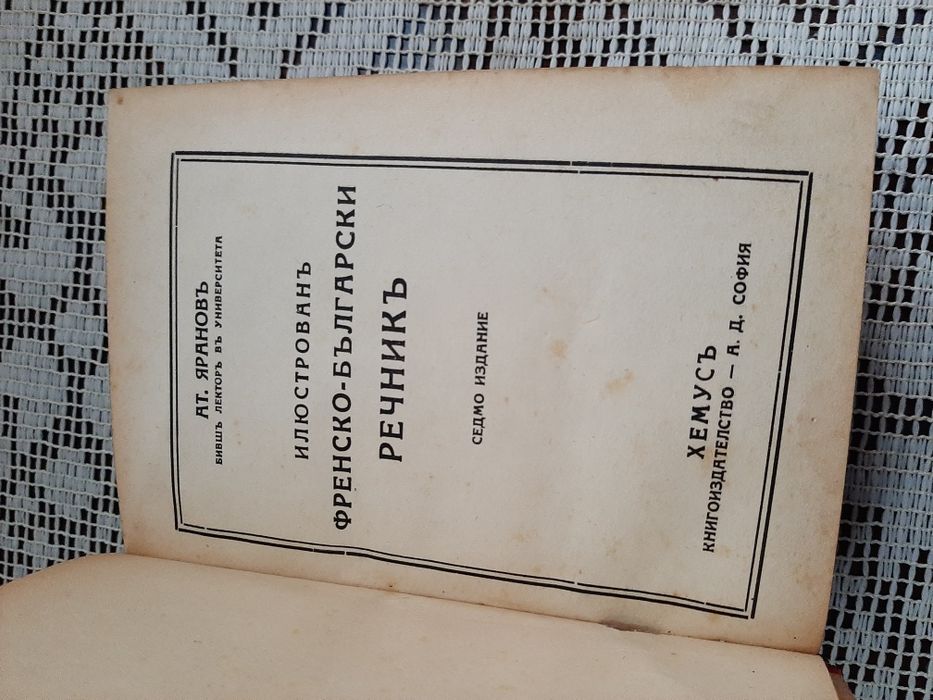 АТ. ЯРАНОВЪ
БИВШЪ ЛЕКТОРЪ ВЪ УНИВЕРСИТЕТА
ИЛЮСТРОВАНЪ
ФРЕНСКО-БЪЛГАРСКИ
РЕЧНИКЪ
СЕДМО ИЗДАНИЕ
ХЕМУСЪ
КНИГОИЗДАТЕЛСТВО — А. Д. СОФИЯ